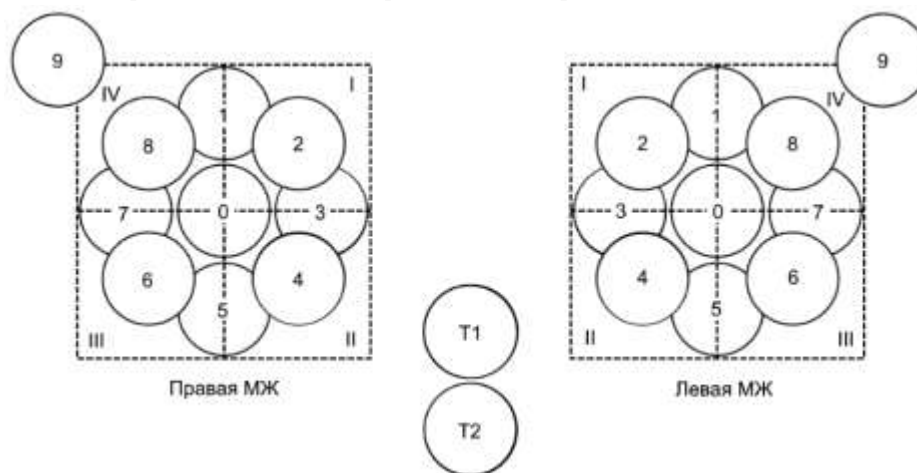 9 9
IV I I IV
1 1
8 2 2 8
7 0 3 3 0 7
6 4 4 6
5 5
III II II III
T1
Правая МЖ Левая МЖ
T2